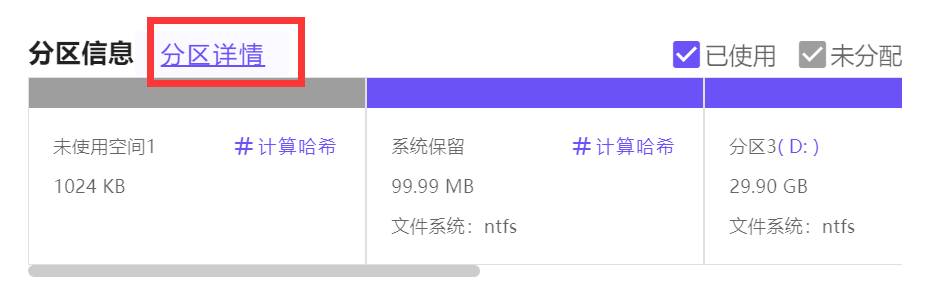 分区信息 分区详情 已使用 未分配
未使用空间1 #计算哈希 系统保留 #计算哈希 分区3( D: )
1024 KB 99.99 MB 29.90 GB
文件系统：ntfs 文件系统：ntfs